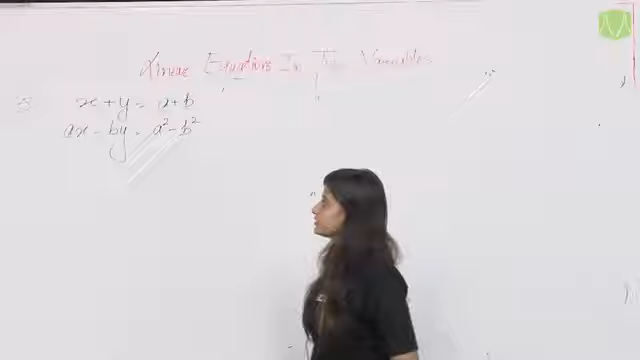 Linear Equations In Two Variables
x + y = a + b
ax - by = a² - b²